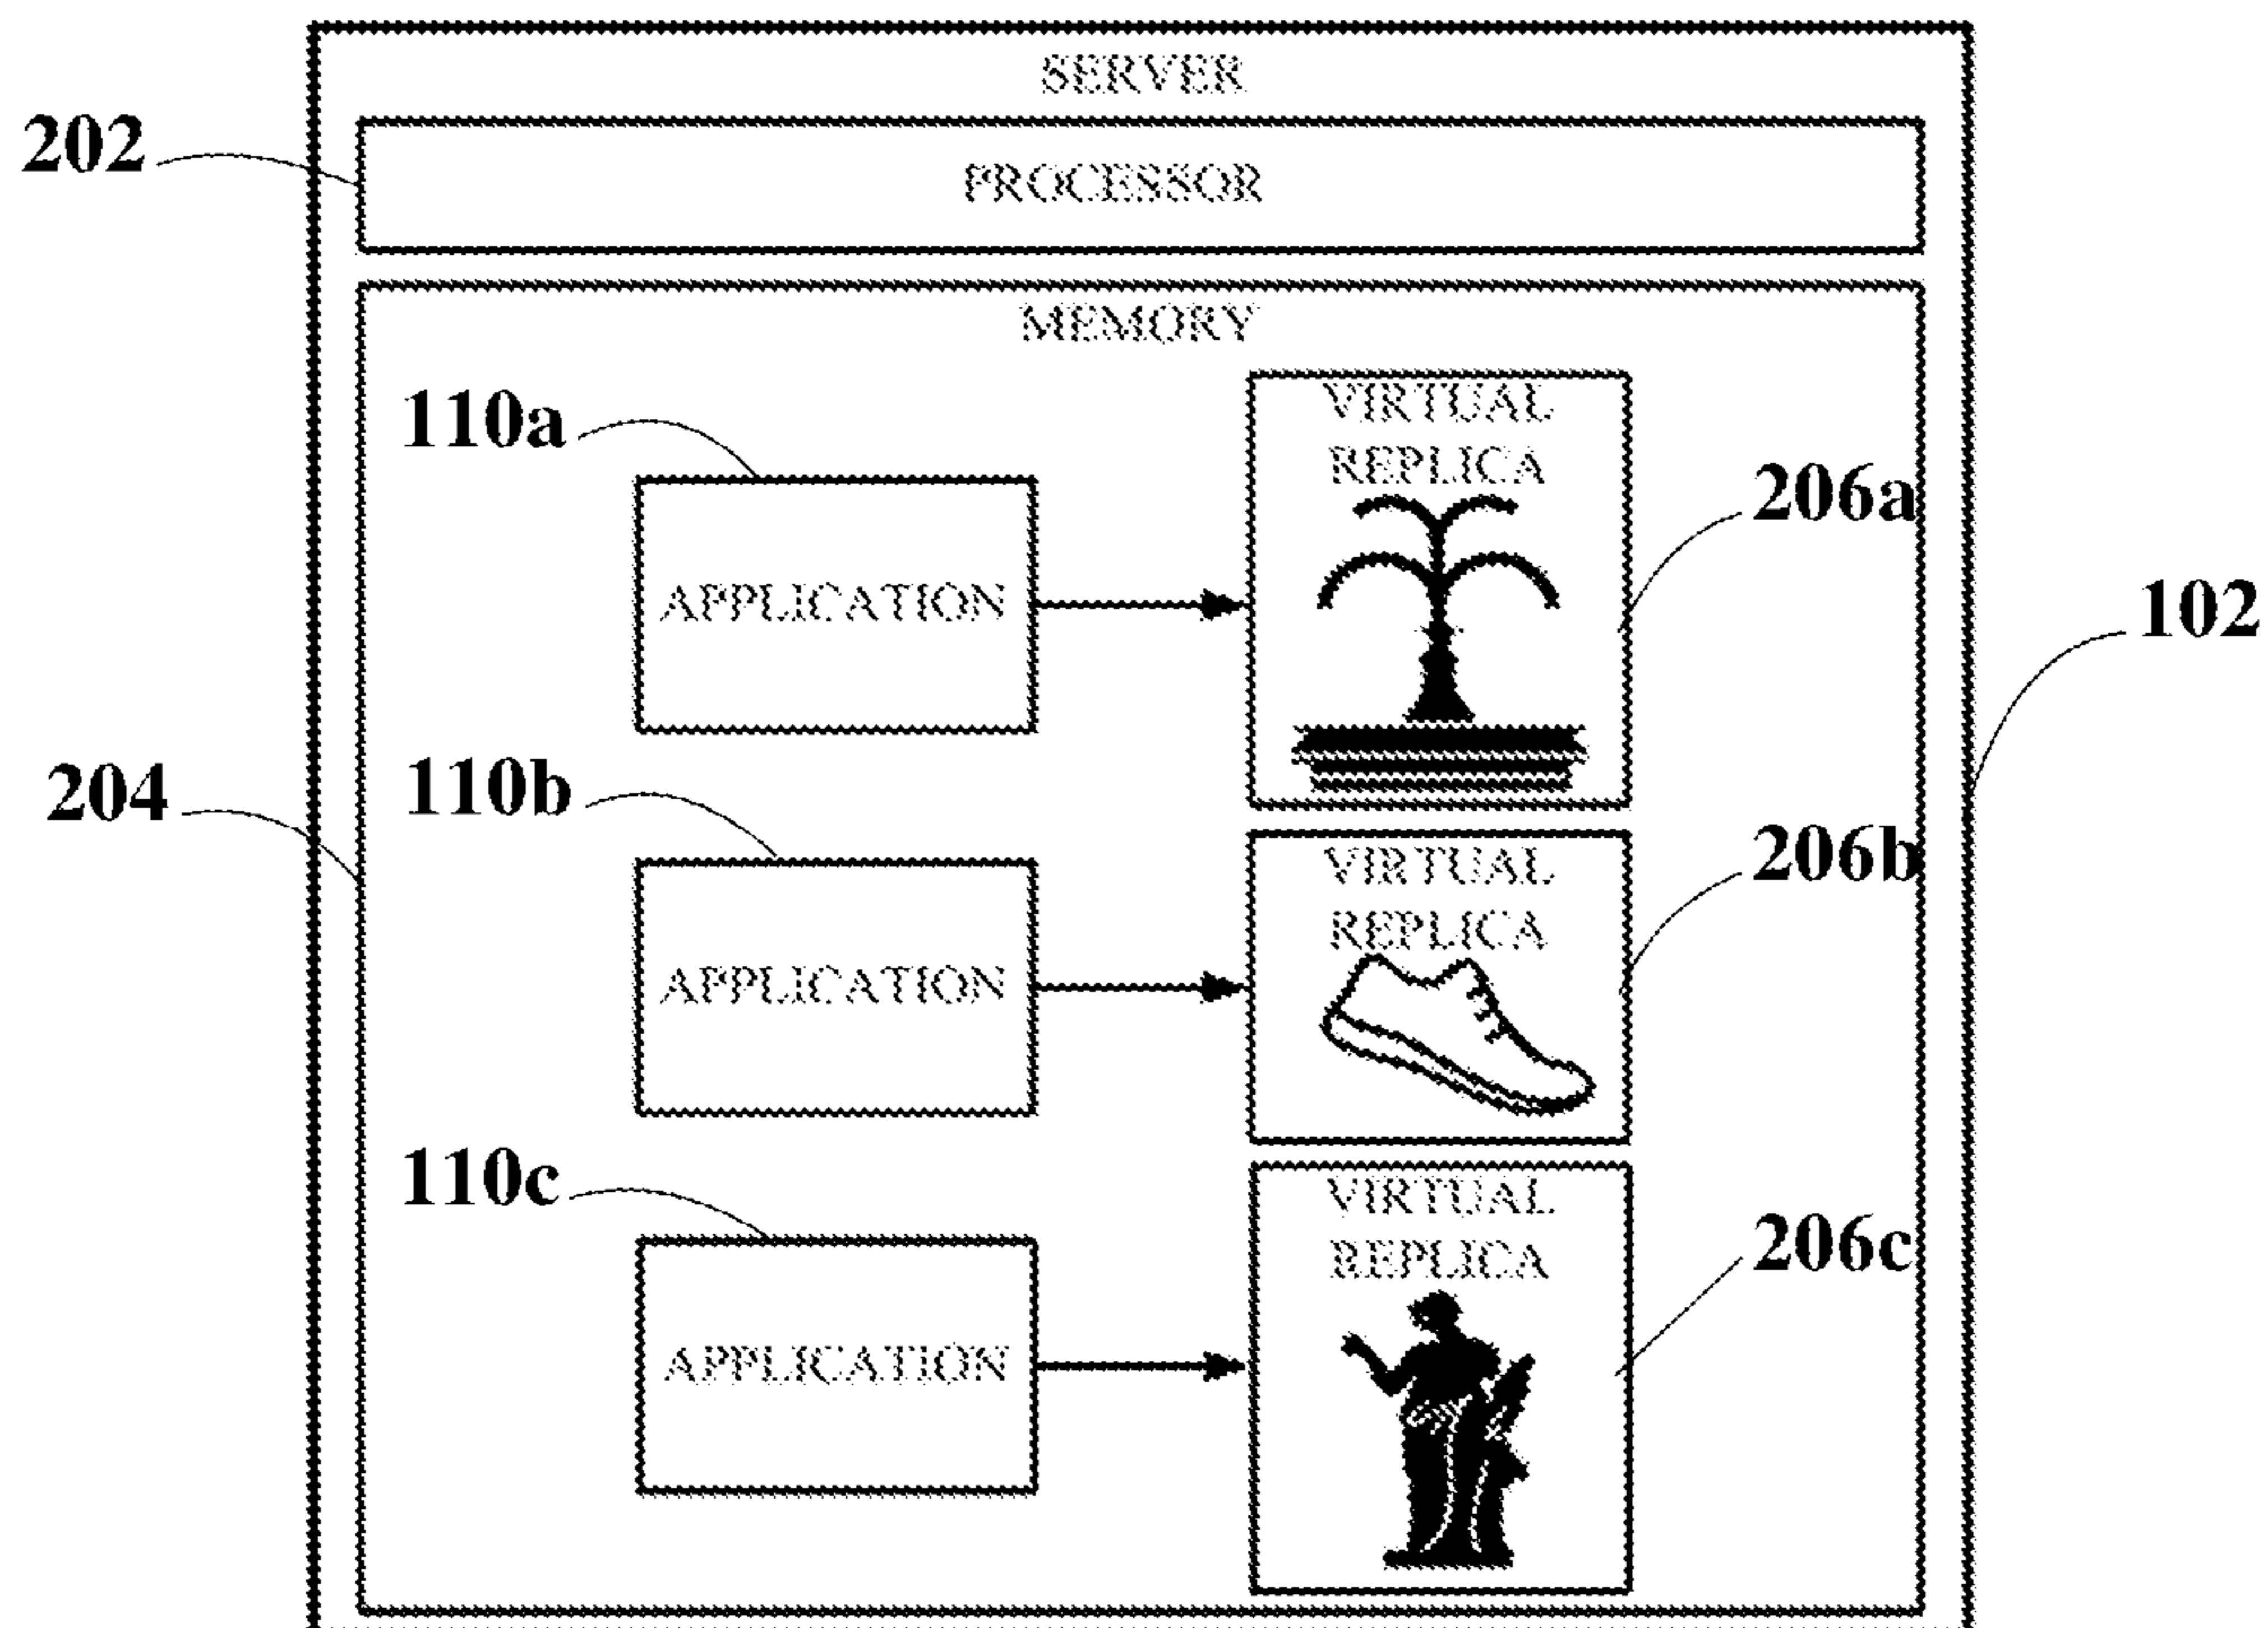 SERVER
202
PROCESSOR
MEMORY
110a
VIRTUAL
REPLICA
206a
APPLICATION
102
110b
204
VIRTUAL
REPLICA
206b
APPLICATION
110c
VIRTUAL
REPLICA
206c
APPLICATION